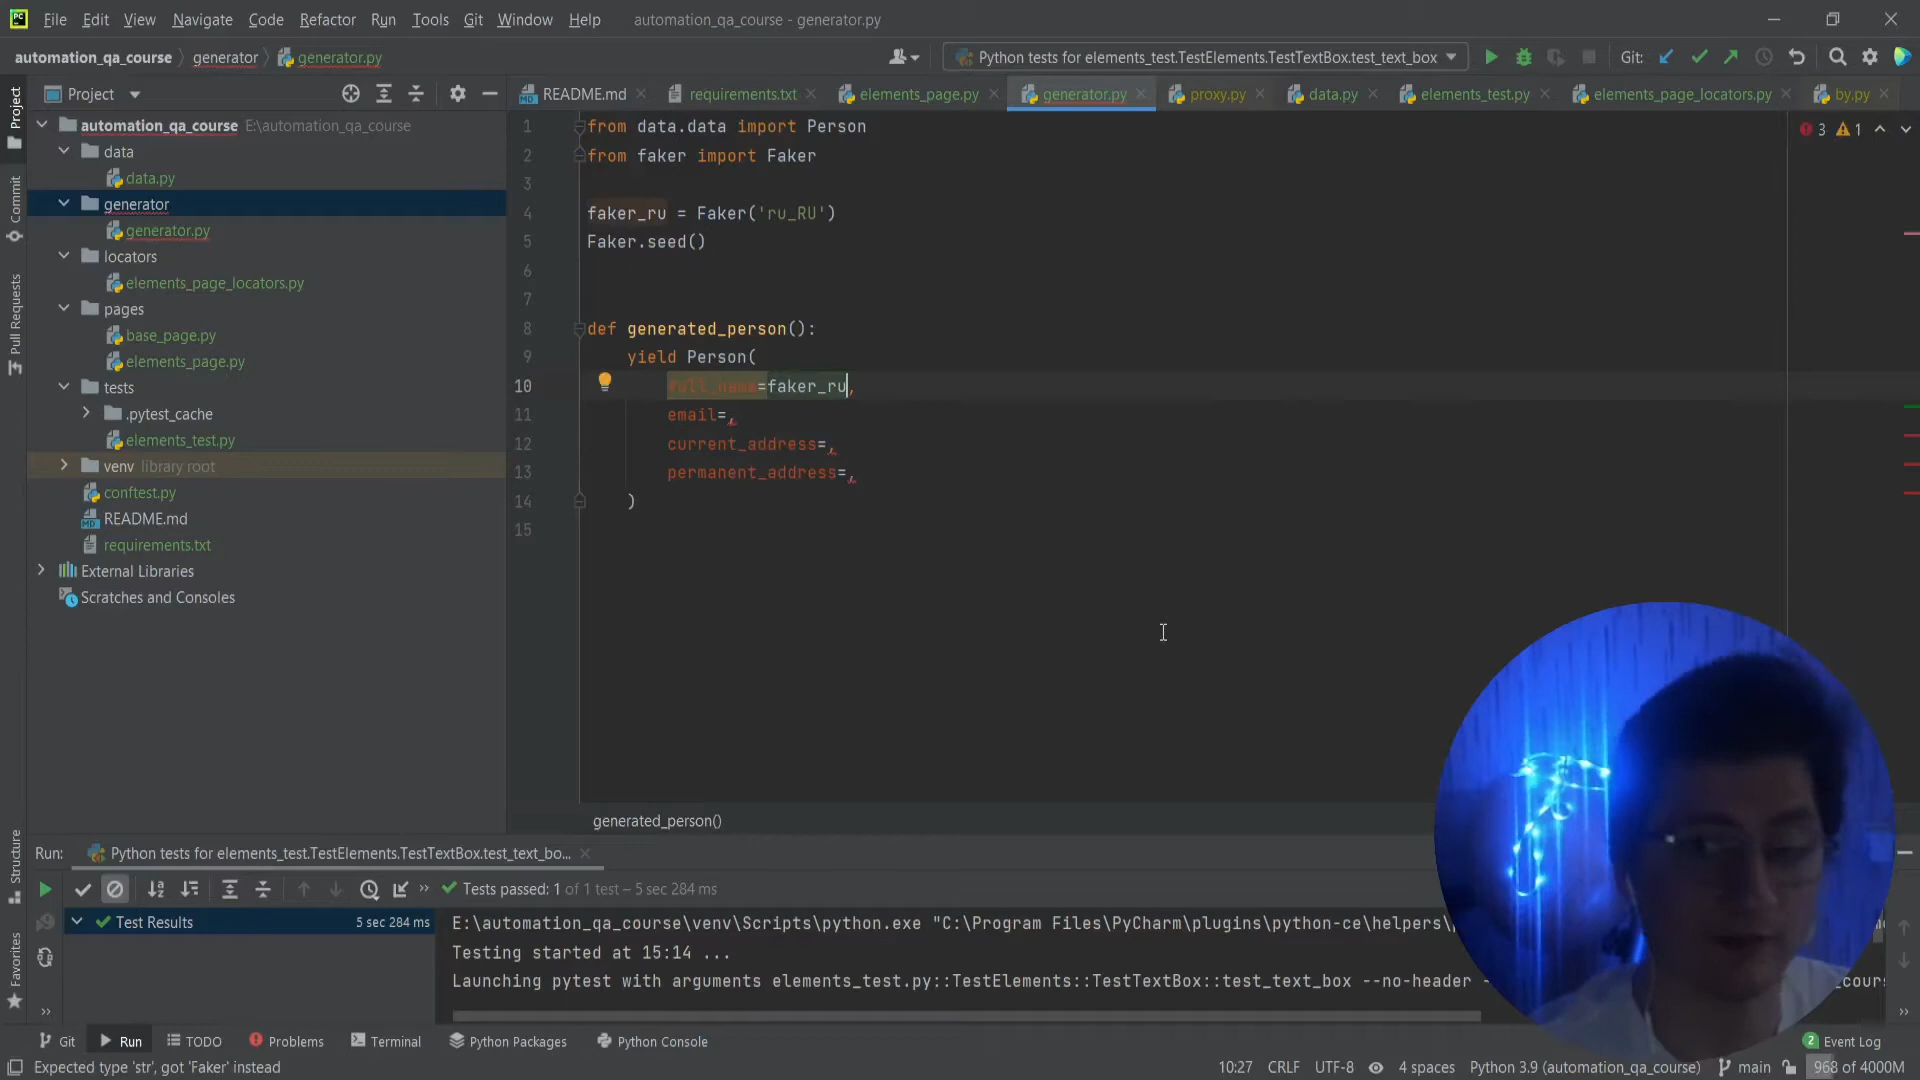 File Edit View Navigate Code Refactor Run Tools Git Window Help automation_qa_course - generator.py
automation_qa_course generator generator.py Python tests for elements_test.TestElements.TestTextBox.test_text_box Git:
Project
README.md requirements.txt elements_page.py generator.py proxy.py data.py elements_test.py elements_page_locators.py by.py
automation_qa_course E:\automation_qa_course
data
data.py
generator
generator.py
locators
elements_page_locators.py
pages
base_page.py
elements_page.py
tests
.pytest_cache
elements_test.py
venv library root
conftest.py
README.md
requirements.txt
External Libraries
Scratches and Consoles
Project
Commit
Pull Requests
Structure
Favorites
3 1
1 from data.data import Person
2 from faker import Faker
3
4 faker_ru = Faker('ru_RU')
5 Faker.seed()
6
7
8 def generated_person():
9 yield Person(
10 full_name=faker_ru,
11 email=,
12 current_address=,
13 permanent_address=,
14 )
15
generated_person()
Run: Python tests for elements_test.TestElements.TestTextBox.test_text_bo...
Tests passed: 1 of 1 test – 5 sec 284 ms
Test Results 5 sec 284 ms
E:\automation_qa_course\venv\Scripts\python.exe "C:\Program Files\PyCharm\plugins\python-ce\helpers\
Testing started at 15:14 ...
Launching pytest with arguments elements_test.py::TestElements::TestTextBox::test_text_box --no-header
Git Run TODO Problems Terminal Python Packages Python Console 2 Event Log
Expected type 'str', got 'Faker' instead 10:27 CRLF UTF-8 4 spaces Python 3.9 (automation_qa_course) main 968 of 4000M